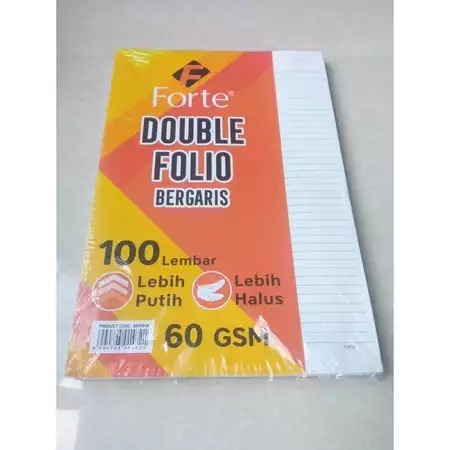 F
Forte®
DOUBLE
FOLIO
BERGARIS
100 Lembar
Lebih
Putih
Lebih
Halus
60 GSM